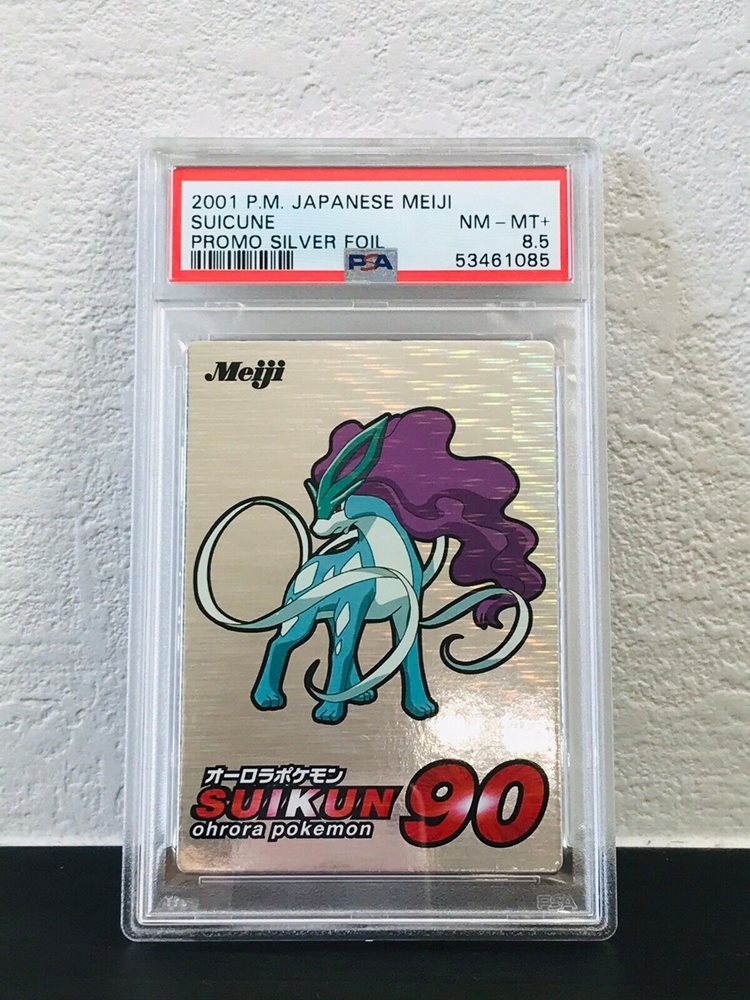 2001 P.M. JAPANESE MEIJI
SUICUNE NM - MT+
PROMO SILVER FOIL 8.5
PSA 53461085
Meiji
オーロラポケモン
SUIKUN 90
ohrora pokemon
PSA